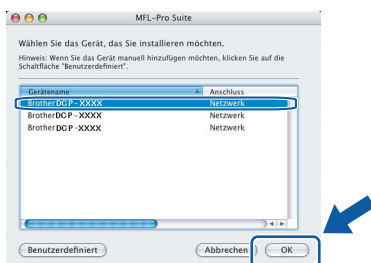 MFL-Pro Suite
Wählen Sie das Gerät, das Sie installieren möchten.
Hinweis: Wenn Sie das Gerät manuell hinzufügen möchten, klicken Sie auf die
Schaltfläche "Benutzerdefiniert".
Gerätename Anschluss
Brother DCP-XXXX Netzwerk
Brother DCP-XXXX Netzwerk
Brother DCP-XXXX Netzwerk
Benutzerdefiniert Abbrechen OK